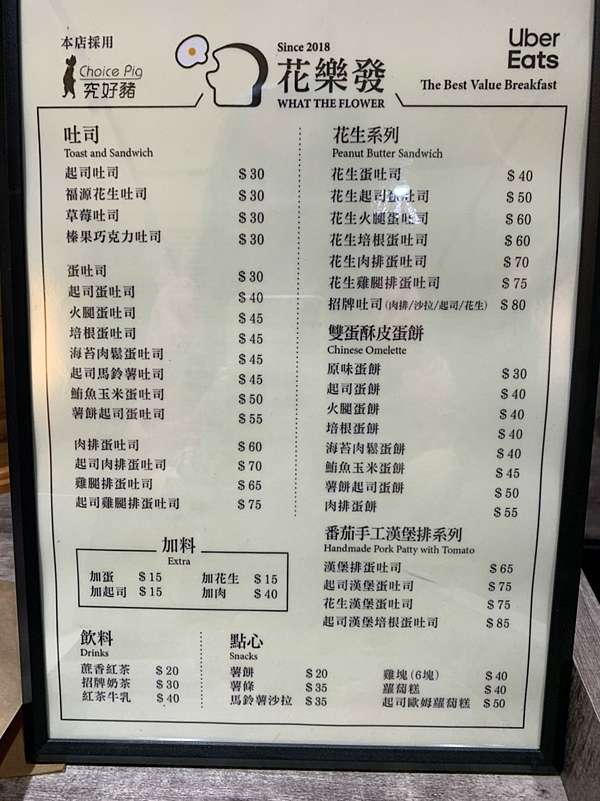 本店採用
Choice Pig
究好豬
Since 2018
花樂發
WHAT THE FLOWER
Uber
Eats
The Best Value Breakfast
吐司
Toast and Sandwich
起司吐司 $30
福源花生吐司 $30
草莓吐司 $30
榛果巧克力吐司 $30
蛋吐司 $30
起司蛋吐司 $40
火腿蛋吐司 $45
培根蛋吐司 $45
海苔肉鬆蛋吐司 $45
起司馬鈴薯吐司 $45
鮪魚玉米蛋吐司 $50
薯餅起司蛋吐司 $55
肉排蛋吐司 $60
起司肉排蛋吐司 $70
雞腿排蛋吐司 $65
起司雞腿排蛋吐司 $75
加料
Extra
加蛋 $15 加花生 $15
加起司 $15 加肉 $40
飲料
Drinks
蔗香紅茶 $20
招牌奶茶 $30
紅茶牛乳 $40
花生系列
Peanut Butter Sandwich
花生蛋吐司 $40
花生起司蛋吐司 $50
花生火腿蛋吐司 $60
花生培根蛋吐司 $60
花生肉排蛋吐司 $70
花生雞腿排蛋吐司 $75
招牌吐司(肉排/沙拉/起司/花生) $80
雙蛋酥皮蛋餅
Chinese Omelette
原味蛋餅 $30
起司蛋餅 $40
火腿蛋餅 $40
培根蛋餅 $40
海苔肉鬆蛋餅 $40
鮪魚玉米蛋餅 $45
薯餅起司蛋餅 $50
肉排蛋餅 $55
番茄手工漢堡排系列
Handmade Pork Patty with Tomato
漢堡排蛋吐司 $65
起司漢堡蛋吐司 $75
花生漢堡蛋吐司 $75
起司漢堡培根蛋吐司 $85
點心
Snacks
薯餅 $20
薯條 $35
馬鈴薯沙拉 $35
雞塊(6塊) $40
蘿蔔糕 $40
起司歐姆蘿蔔糕 $50